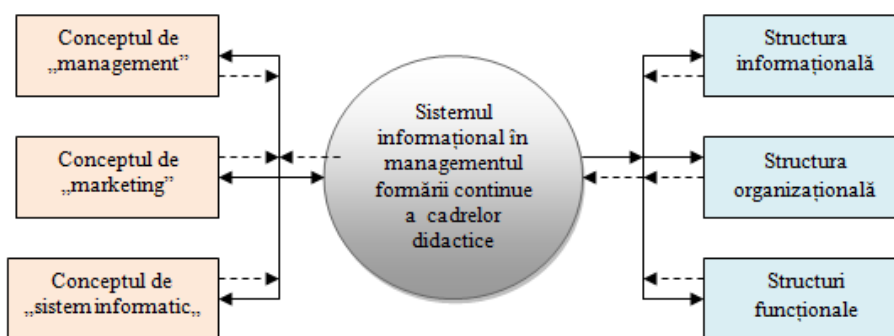 Conceptul de
„management”
Conceptul de
„marketing”
Conceptul de
„sistem informatic„
Sistemul
informațional în
managementul
formării continue
a cadrelor
didactice
Structura
informațională
Structura
organizațională
Structuri
funcționale